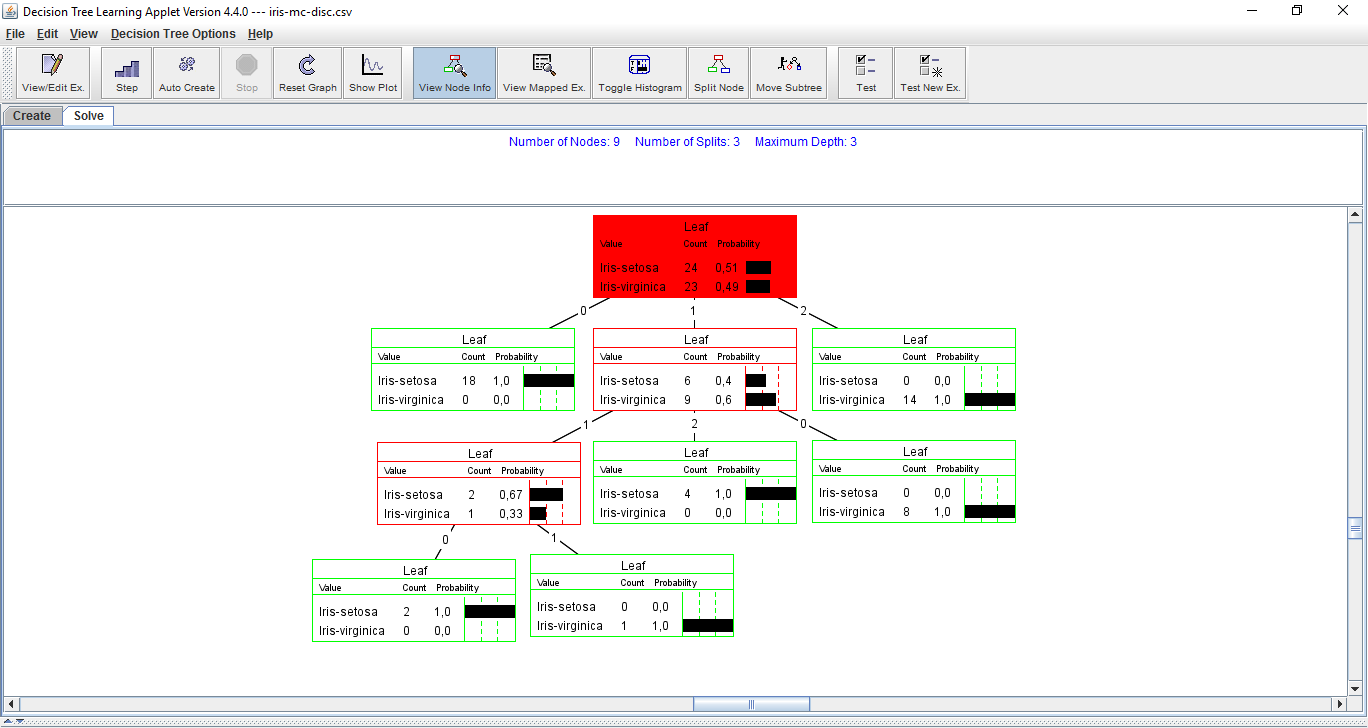 Decision Tree Learning Applet Version 4.4.0 --- iris-mc-disc.csv
File Edit View Decision Tree Options Help
View/Edit Ex. Step Auto Create Stop Reset Graph Show Plot View Node Info View Mapped Ex. Toggle Histogram Split Node Move Subtree Test Test New Ex.
Create Solve
Number of Nodes: 9 Number of Splits: 3 Maximum Depth: 3
Leaf
Value Count Probability
Iris-setosa 24 0,51
Iris-virginica 23 0,49
0 1 2
Leaf
Value Count Probability
Iris-setosa 18 1,0
Iris-virginica 0 0,0
Leaf
Value Count Probability
Iris-setosa 6 0,4
Iris-virginica 9 0,6
Leaf
Value Count Probability
Iris-setosa 0 0,0
Iris-virginica 14 1,0
1 2 0
Leaf
Value Count Probability
Iris-setosa 2 0,67
Iris-virginica 1 0,33
Leaf
Value Count Probability
Iris-setosa 4 1,0
Iris-virginica 0 0,0
Leaf
Value Count Probability
Iris-setosa 0 0,0
Iris-virginica 8 1,0
0 1
Leaf
Value Count Probability
Iris-setosa 2 1,0
Iris-virginica 0 0,0
Leaf
Value Count Probability
Iris-setosa 0 0,0
Iris-virginica 1 1,0